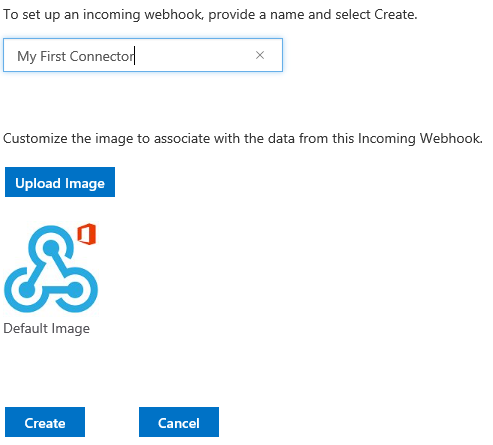 To set up an incoming webhook, provide a name and select Create.
My First Connector
Customize the image to associate with the data from this Incoming Webhook.
Upload Image
Default Image
Create Cancel